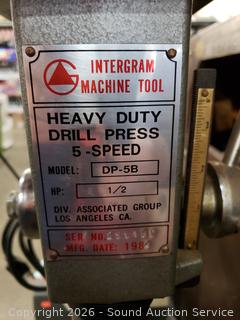 INTERGRAM
MACHINE TOOL
HEAVY DUTY
DRILL PRESS
5-SPEED
MODEL: DP-5B
HP: 1/2
DIV. ASSOCIATED GROUP
LOS ANGELES CA.
SER NO.
MFG. DATE:
Copyright 2026 - Sound Auction Service